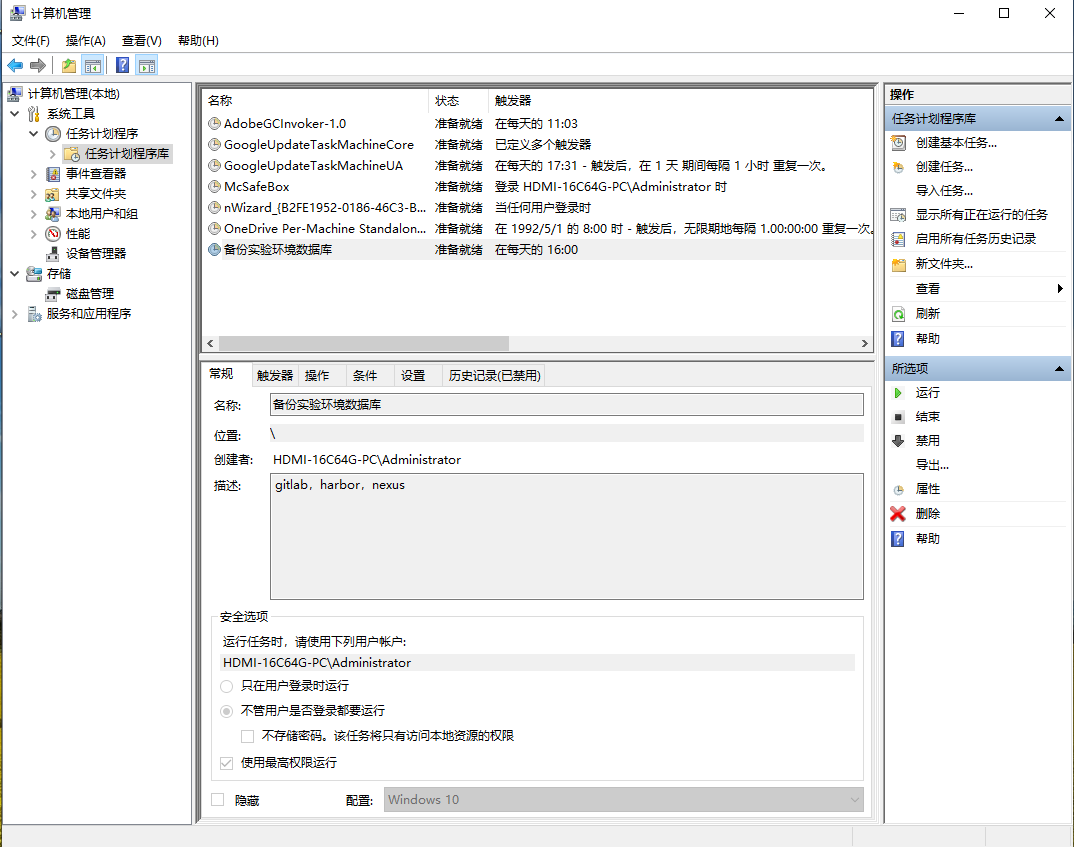 计算机管理
文件(F) 操作(A) 查看(V) 帮助(H)
计算机管理(本地)
系统工具
任务计划程序
任务计划程序库
事件查看器
共享文件夹
本地用户和组
性能
设备管理器
存储
磁盘管理
服务和应用程序
名称 状态 触发器
AdobeGCInvoker-1.0 准备就绪 在每天的 11:03
GoogleUpdateTaskMachineCore 准备就绪 已定义多个触发器
GoogleUpdateTaskMachineUA 准备就绪 在每天的 17:31 - 触发后，在 1 天 期间每隔 1 小时 重复一次。
McSafeBox 准备就绪 登录 HDMI-16C64G-PC\Administrator 时
nWizard_{B2FE1952-0186-46C3-B... 准备就绪 当任何用户登录时
OneDrive Per-Machine Standalon... 准备就绪 在 1992/5/1 的 8:00 时 - 触发后，无限期地每隔 1.00:00:00 重复一次。
备份实验环境数据库 准备就绪 在每天的 16:00
常规 触发器 操作 条件 设置 历史记录(已禁用)
名称: 备份实验环境数据库
位置: \
创建者: HDMI-16C64G-PC\Administrator
描述: gitlab，harbor，nexus
安全选项
运行任务时，请使用下列用户帐户:
HDMI-16C64G-PC\Administrator
只在用户登录时运行
不管用户是否登录都要运行
不存储密码。该任务将只有访问本地资源的权限
使用最高权限运行
隐藏 配置: Windows 10
操作
任务计划程序库
创建基本任务...
创建任务...
导入任务...
显示所有正在运行的任务
启用所有任务历史记录
新文件夹...
查看
刷新
帮助
所选项
运行
结束
禁用
导出...
属性
删除
帮助